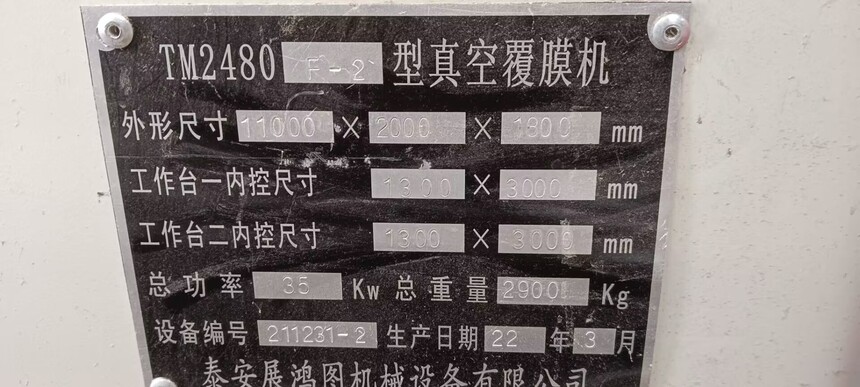 TM2480 F-2 型真空覆膜机
外形尺寸 11000 × 2000 × 1800 mm
工作台一内控尺寸 1300 × 3000 mm
工作台二内控尺寸 1300 × 3000 mm
总功率 35 Kw 总重量 2900 Kg
设备编号 211231-2 生产日期 22 年 3 月
泰安展鸿图机械设备有限公司